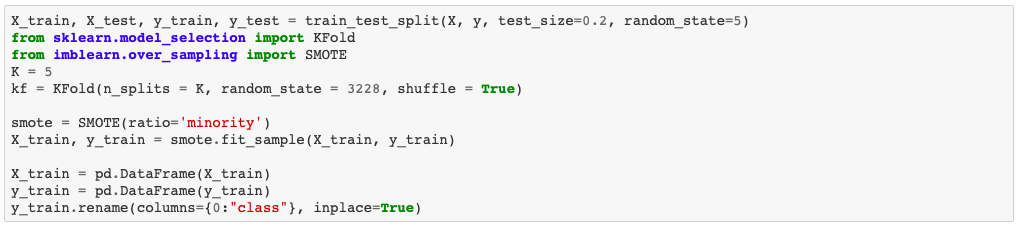 X_train, X_test, y_train, y_test = train_test_split(X, y, test_size=0.2, random_state=5)
from sklearn.model_selection import KFold
from imblearn.over_sampling import SMOTE
K = 5
kf = KFold(n_splits = K, random_state = 3228, shuffle = True)
smote = SMOTE(ratio='minority')
X_train, y_train = smote.fit_sample(X_train, y_train)
X_train = pd.DataFrame(X_train)
y_train = pd.DataFrame(y_train)
y_train.rename(columns={0:"class"}, inplace=True)